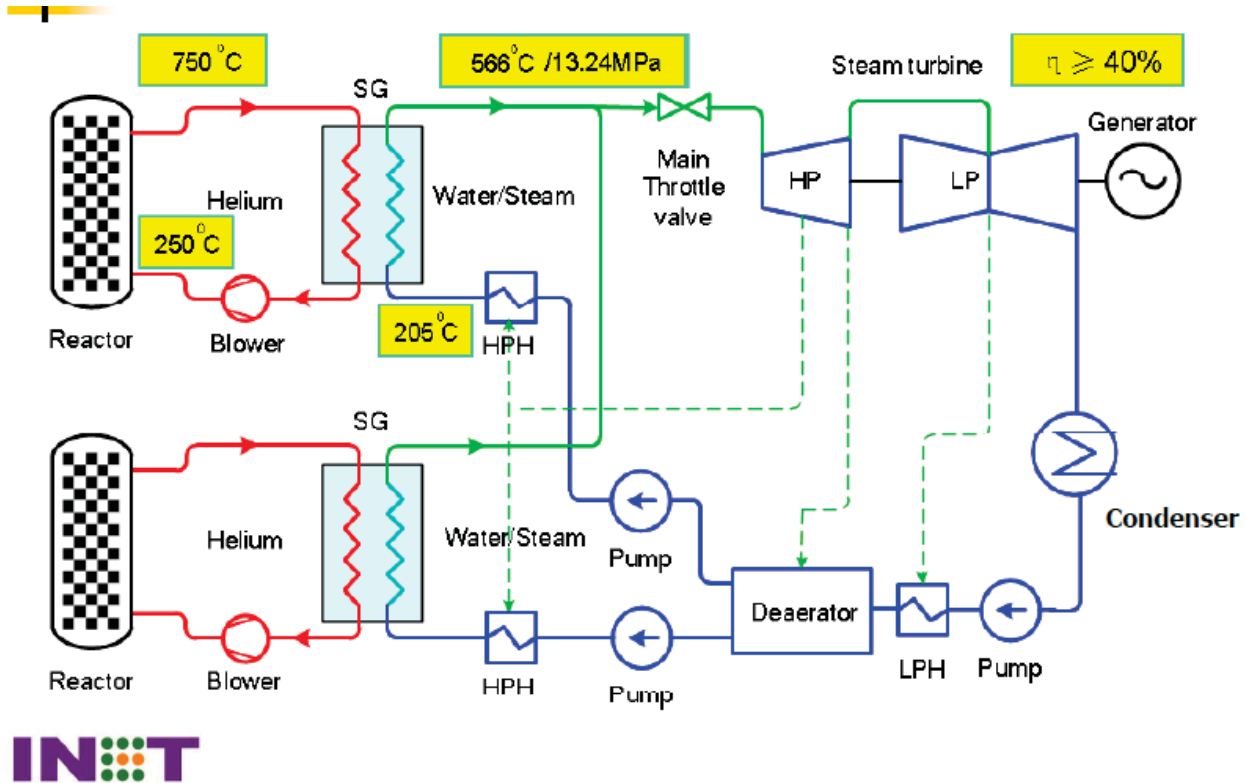 750 °C
566°C /13.24MPa
η ≥ 40%
Steam turbine
SG
Generator
Main
Throttle
valve
HP
LP
Helium
Water/Steam
250 °C
205 °C
Reactor
Blower
HPH
SG
Helium
Water/Steam
Pump
Condenser
Deaerator
Reactor
Blower
HPH
Pump
LPH
Pump
INET